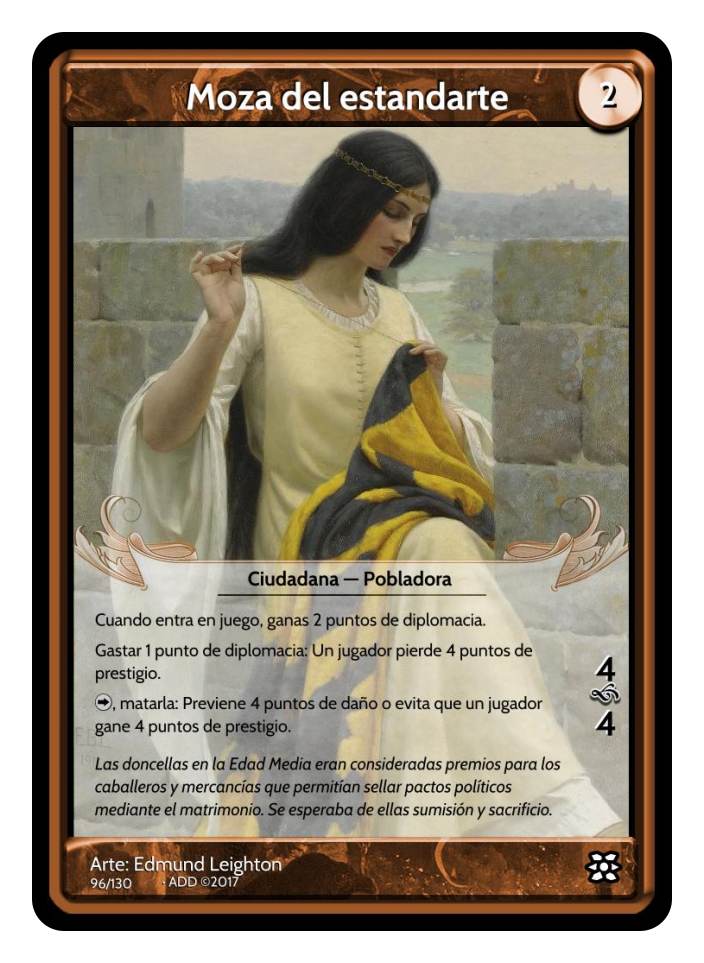 Moza del estandarte
2
Ciudadana — Pobladora
Cuando entra en juego, ganas 2 puntos de diplomacia.
Gastar 1 punto de diplomacia: Un jugador pierde 4 puntos de
prestigio.
, matarla: Previene 4 puntos de daño o evita que un jugador
gane 4 puntos de prestigio.
4
4
Las doncellas en la Edad Media eran consideradas premios para los
caballeros y mercancías que permitían sellar pactos políticos
mediante el matrimonio. Se esperaba de ellas sumisión y sacrificio.
Arte: Edmund Leighton
96/130 · ADD ©2017